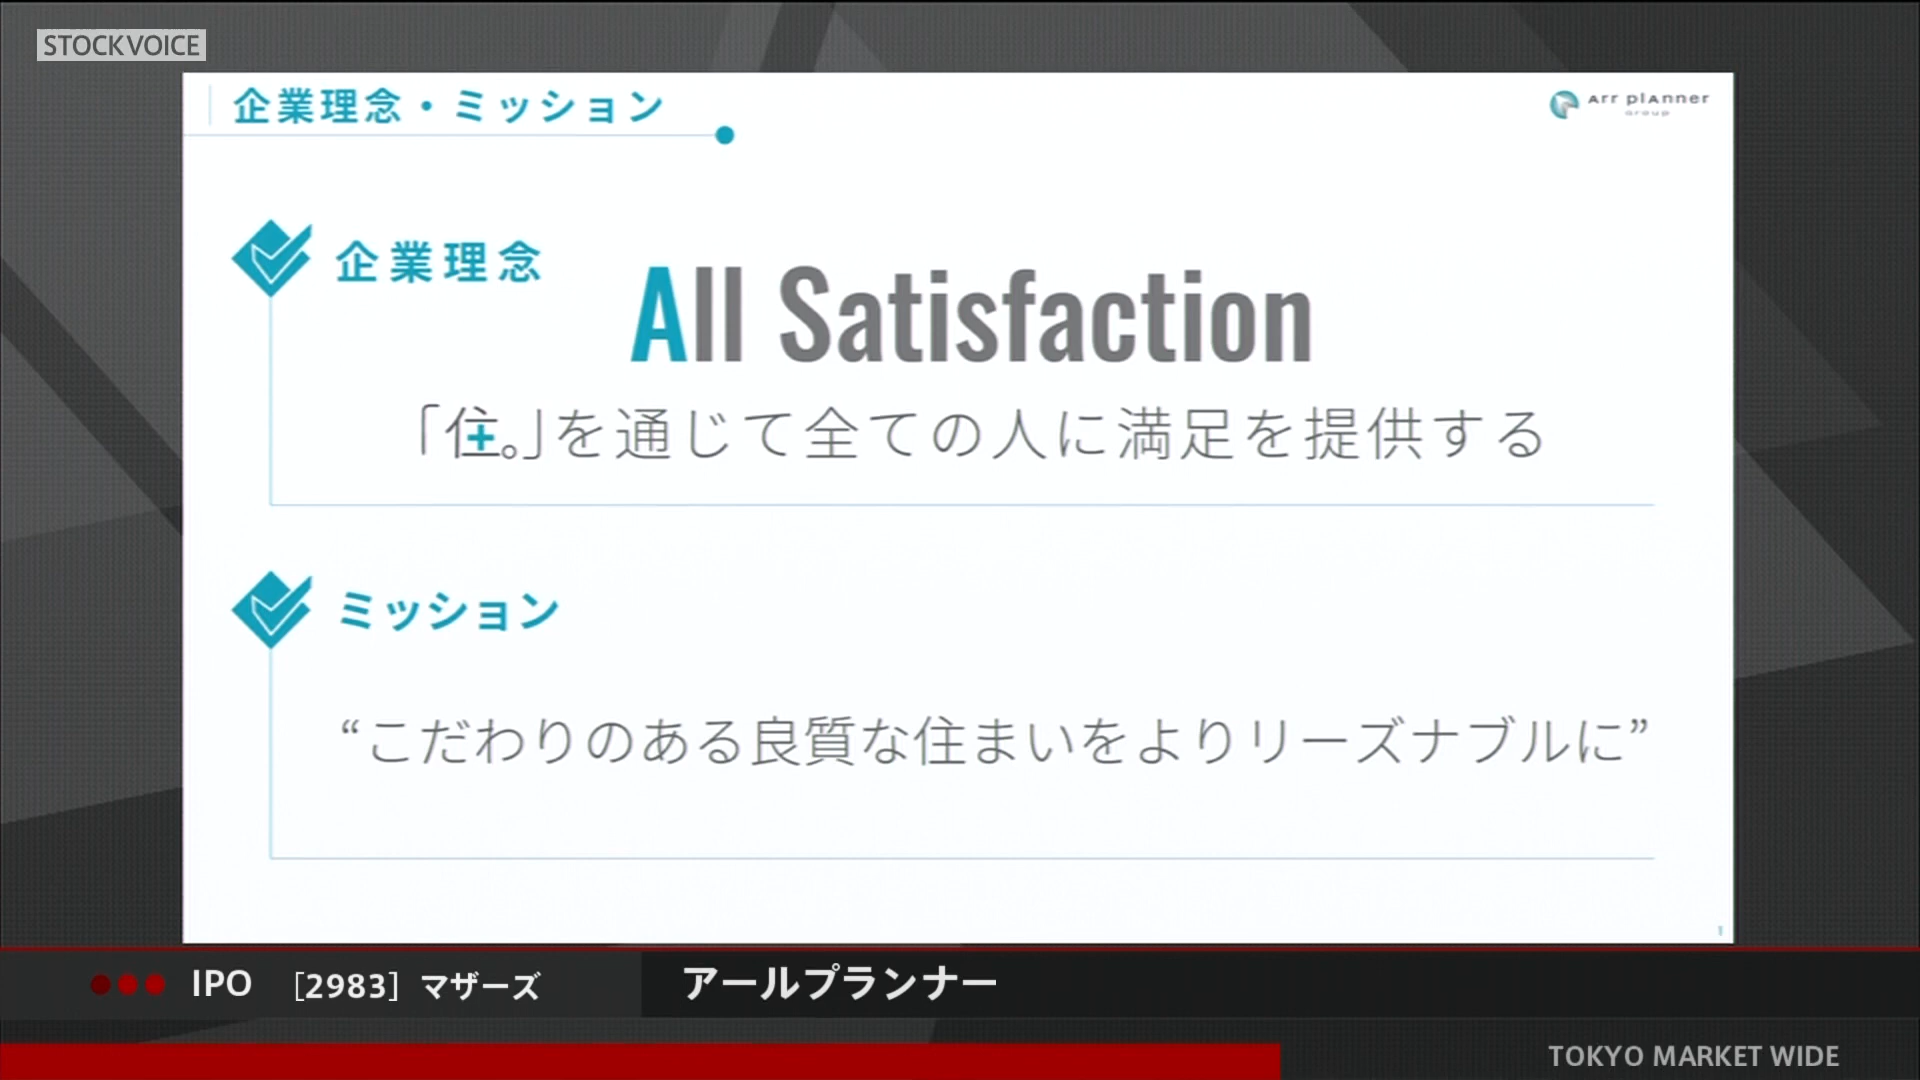 STOCKVOICE
企業理念・ミッション
Arr plAnner
group
企業理念
All Satisfaction
「住。」を通じて全ての人に満足を提供する
ミッション
“こだわりのある良質な住まいをよりリーズナブルに”
1
IPO [2983] マザーズ アールプランナー
TOKYO MARKET WIDE